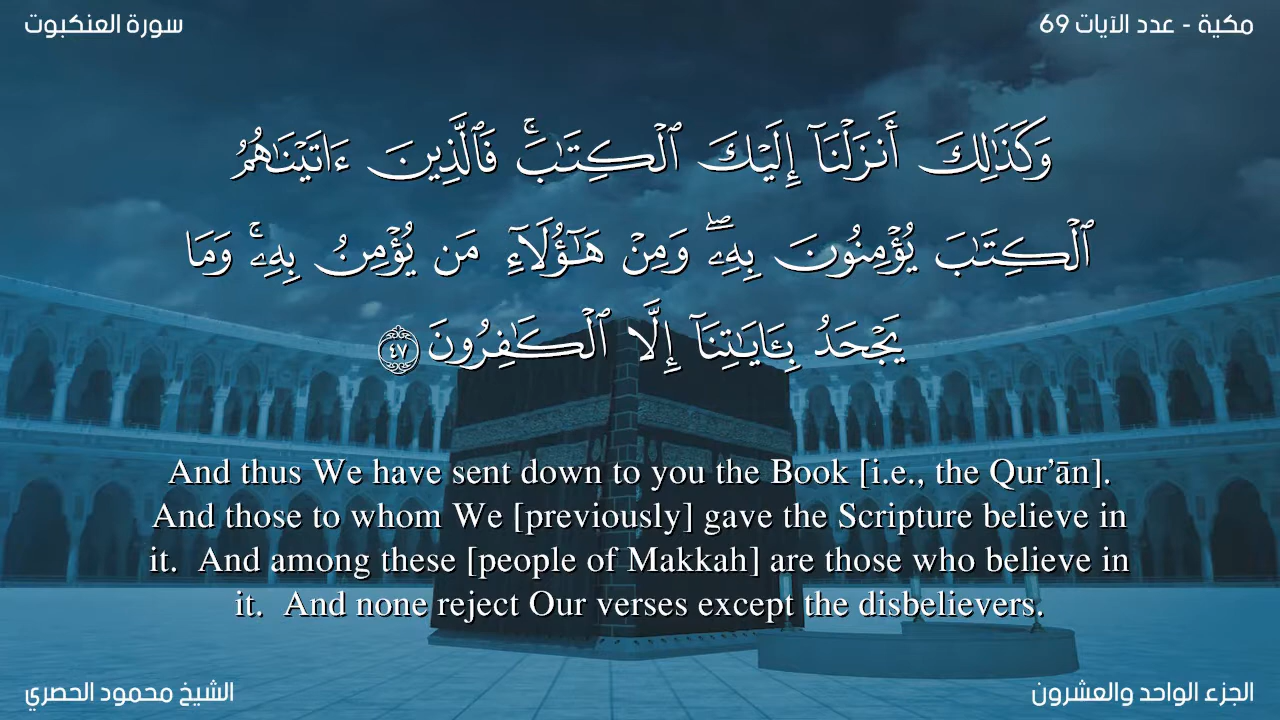 مكية - عدد الآيات 69
سورة العنكبوت
وَكَذَٰلِكَ أَنزَلْنَآ إِلَيْكَ ٱلْكِتَٰبَ ۚ فَٱلَّذِينَ ءَاتَيْنَٰهُمُ
ٱلْكِتَٰبَ يُؤْمِنُونَ بِهِۦ ۖ وَمِنْ هَٰٓؤُلَآءِ مَن يُؤْمِنُ بِهِۦ ۚ وَمَا
يَجْحَدُ بِـَٔايَٰتِنَآ إِلَّا ٱلْكَٰفِرُونَ ٤٧
And thus We have sent down to you the Book [i.e., the Qur’ān].
And those to whom We [previously] gave the Scripture believe in
it.  And among these [people of Makkah] are those who believe in
it.  And none reject Our verses except the disbelievers.
الجزء الواحد والعشرون
الشيخ محمود الحصري